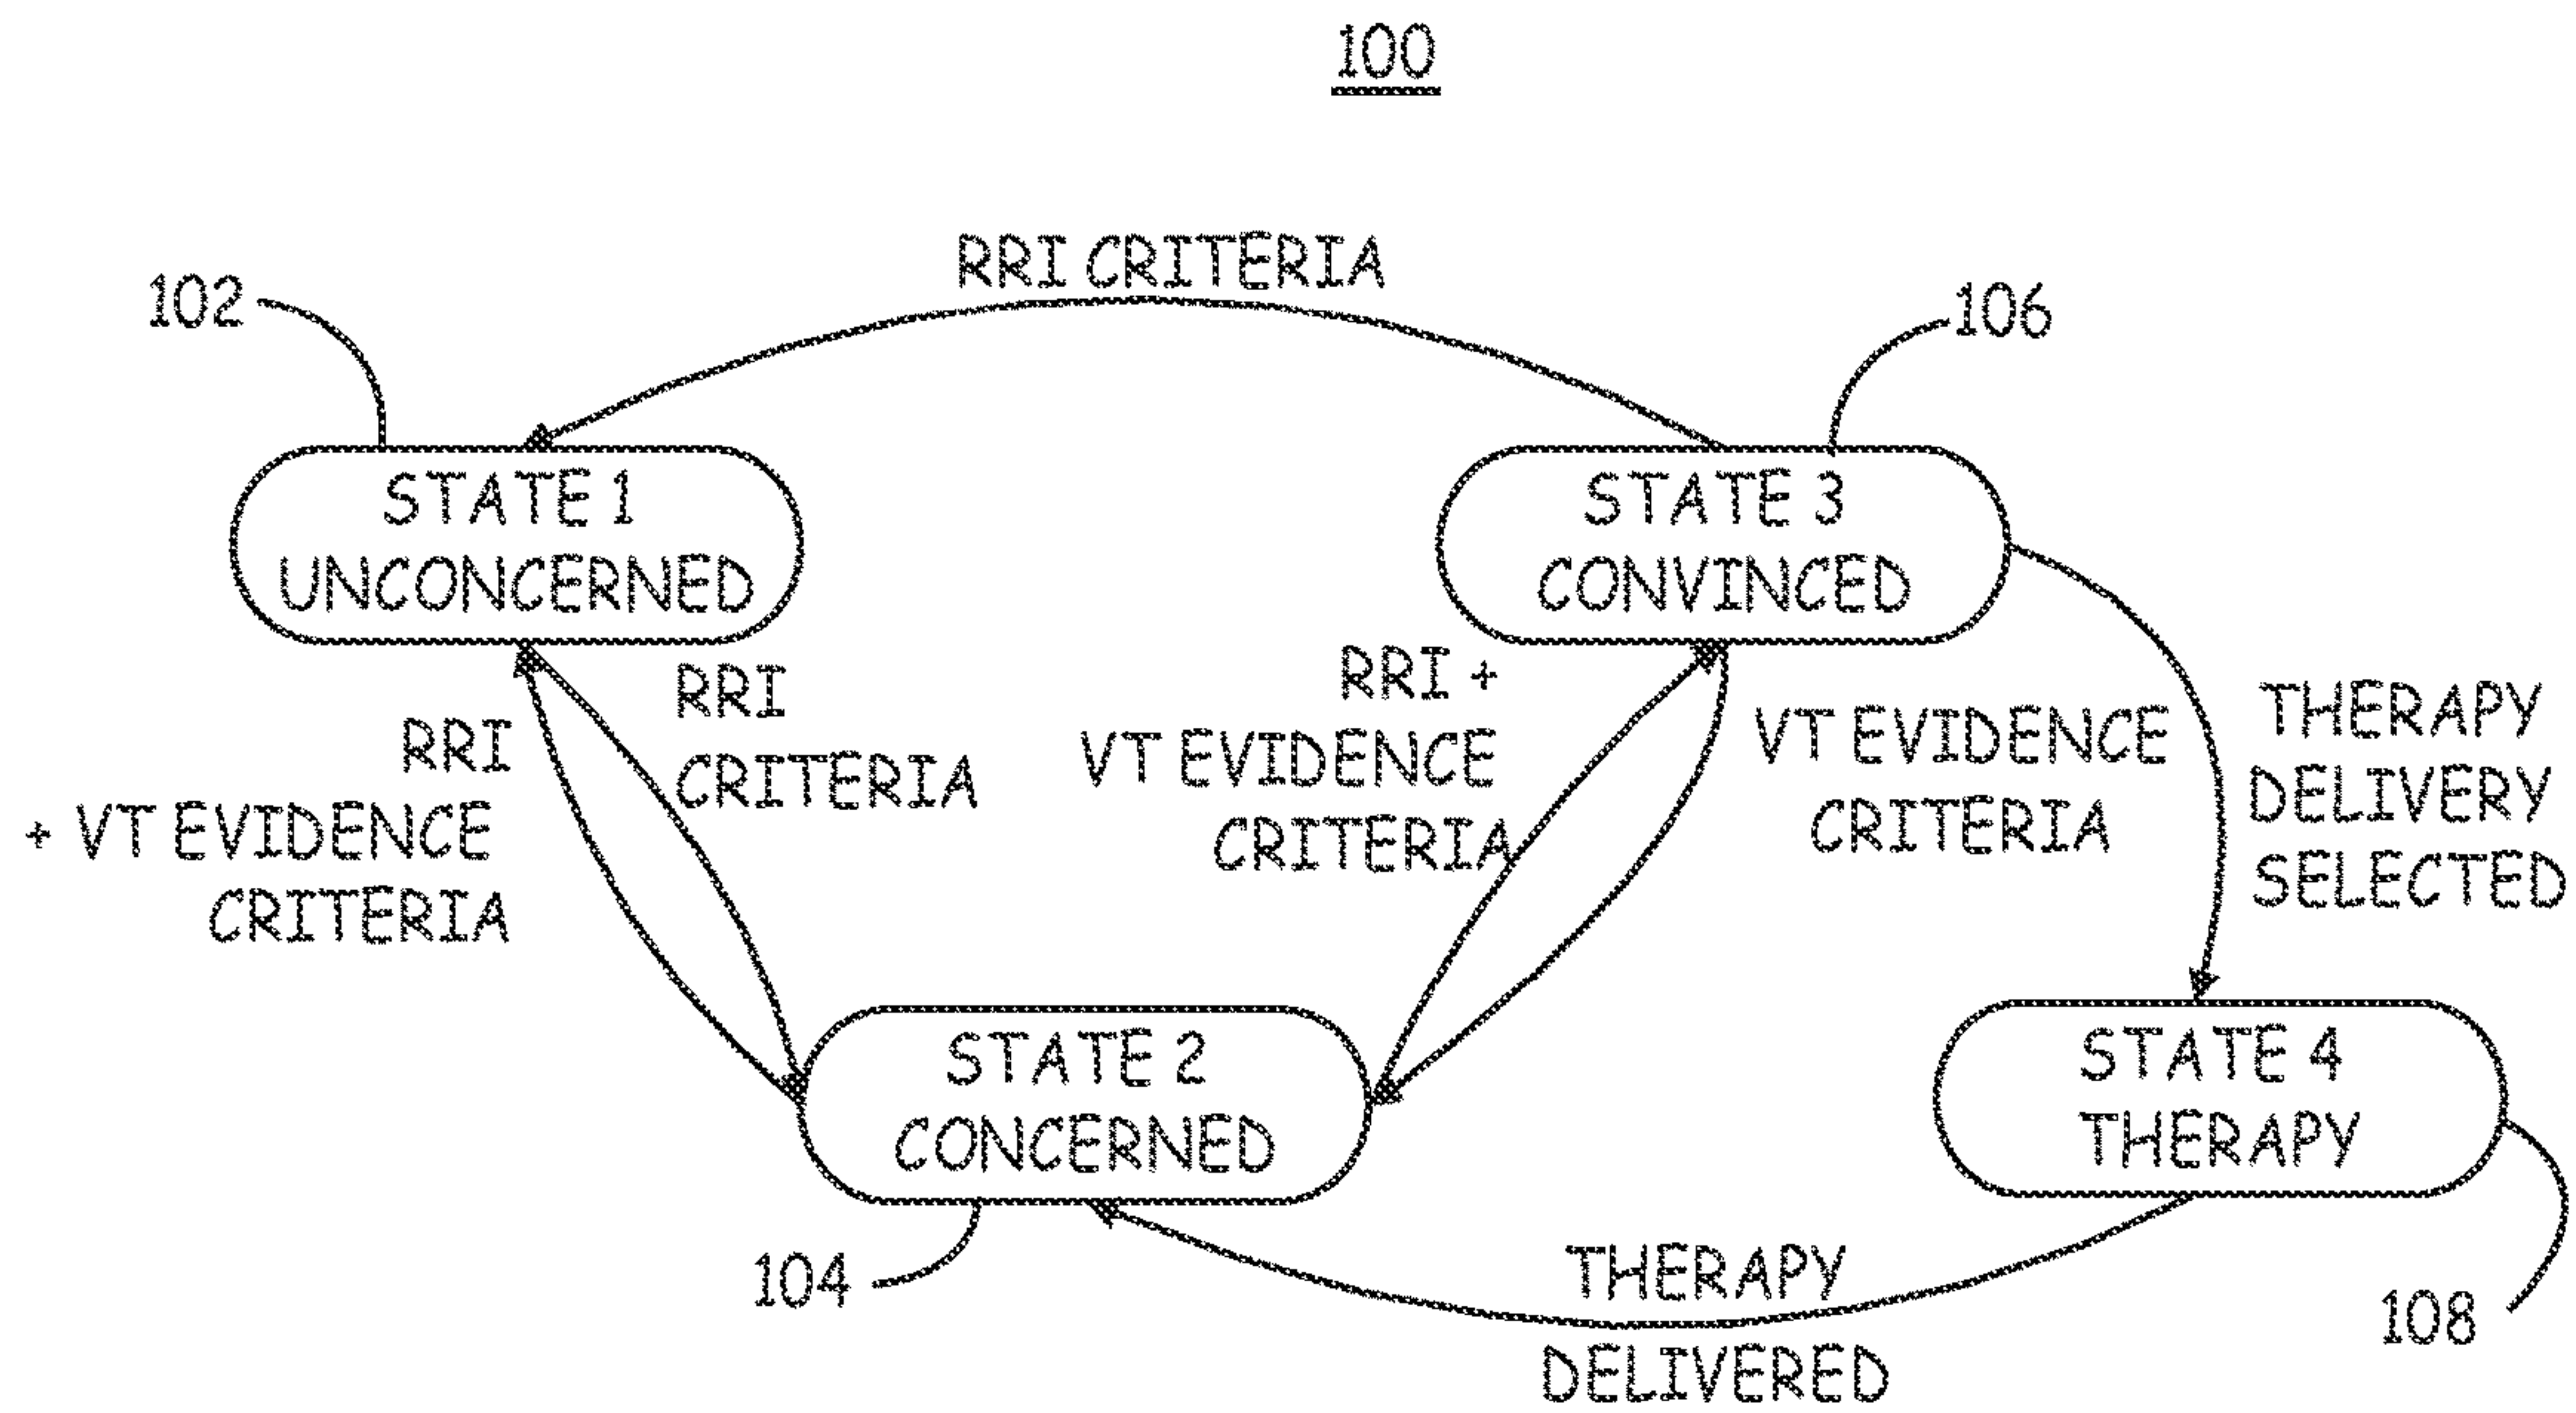 100
RRI CRITERIA
102
106
STATE 1
UNCONCERNED
STATE 3
CONVINCED
RRI
+ VT EVIDENCE
CRITERIA
RRI
CRITERIA
RRI +
VT EVIDENCE
CRITERIA
VT EVIDENCE
CRITERIA
THERAPY
DELIVERY
SELECTED
STATE 2
CONCERNED
STATE 4
THERAPY
104
THERAPY
DELIVERED
108